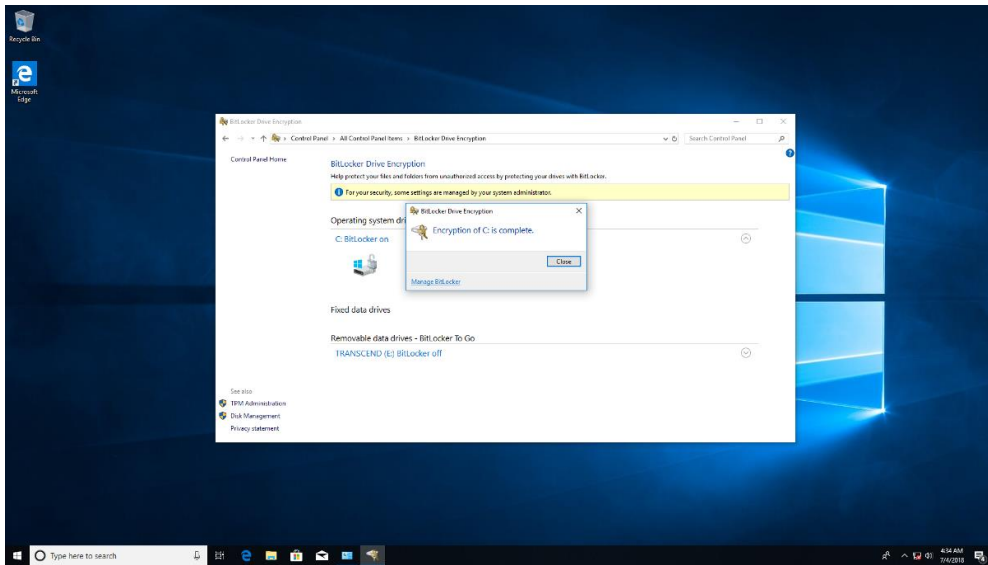 Recycle Bin
Microsoft
Edge
BitLocker Drive Encryption
Control Panel > All Control Panel Items > BitLocker Drive Encryption
Search Control Panel
Control Panel Home
BitLocker Drive Encryption
Help protect your files and folders from unauthorized access by protecting your drives with BitLocker.
For your security, some settings are managed by your system administrator.
Operating system dri
C: BitLocker on
BitLocker Drive Encryption
Encryption of C: is complete.
Close
Manage BitLocker
Fixed data drives
Removable data drives - BitLocker To Go
TRANSCEND (E:) BitLocker off
See also
TPM Administration
Disk Management
Privacy statement
Type here to search
4:34 AM
7/4/2018
4